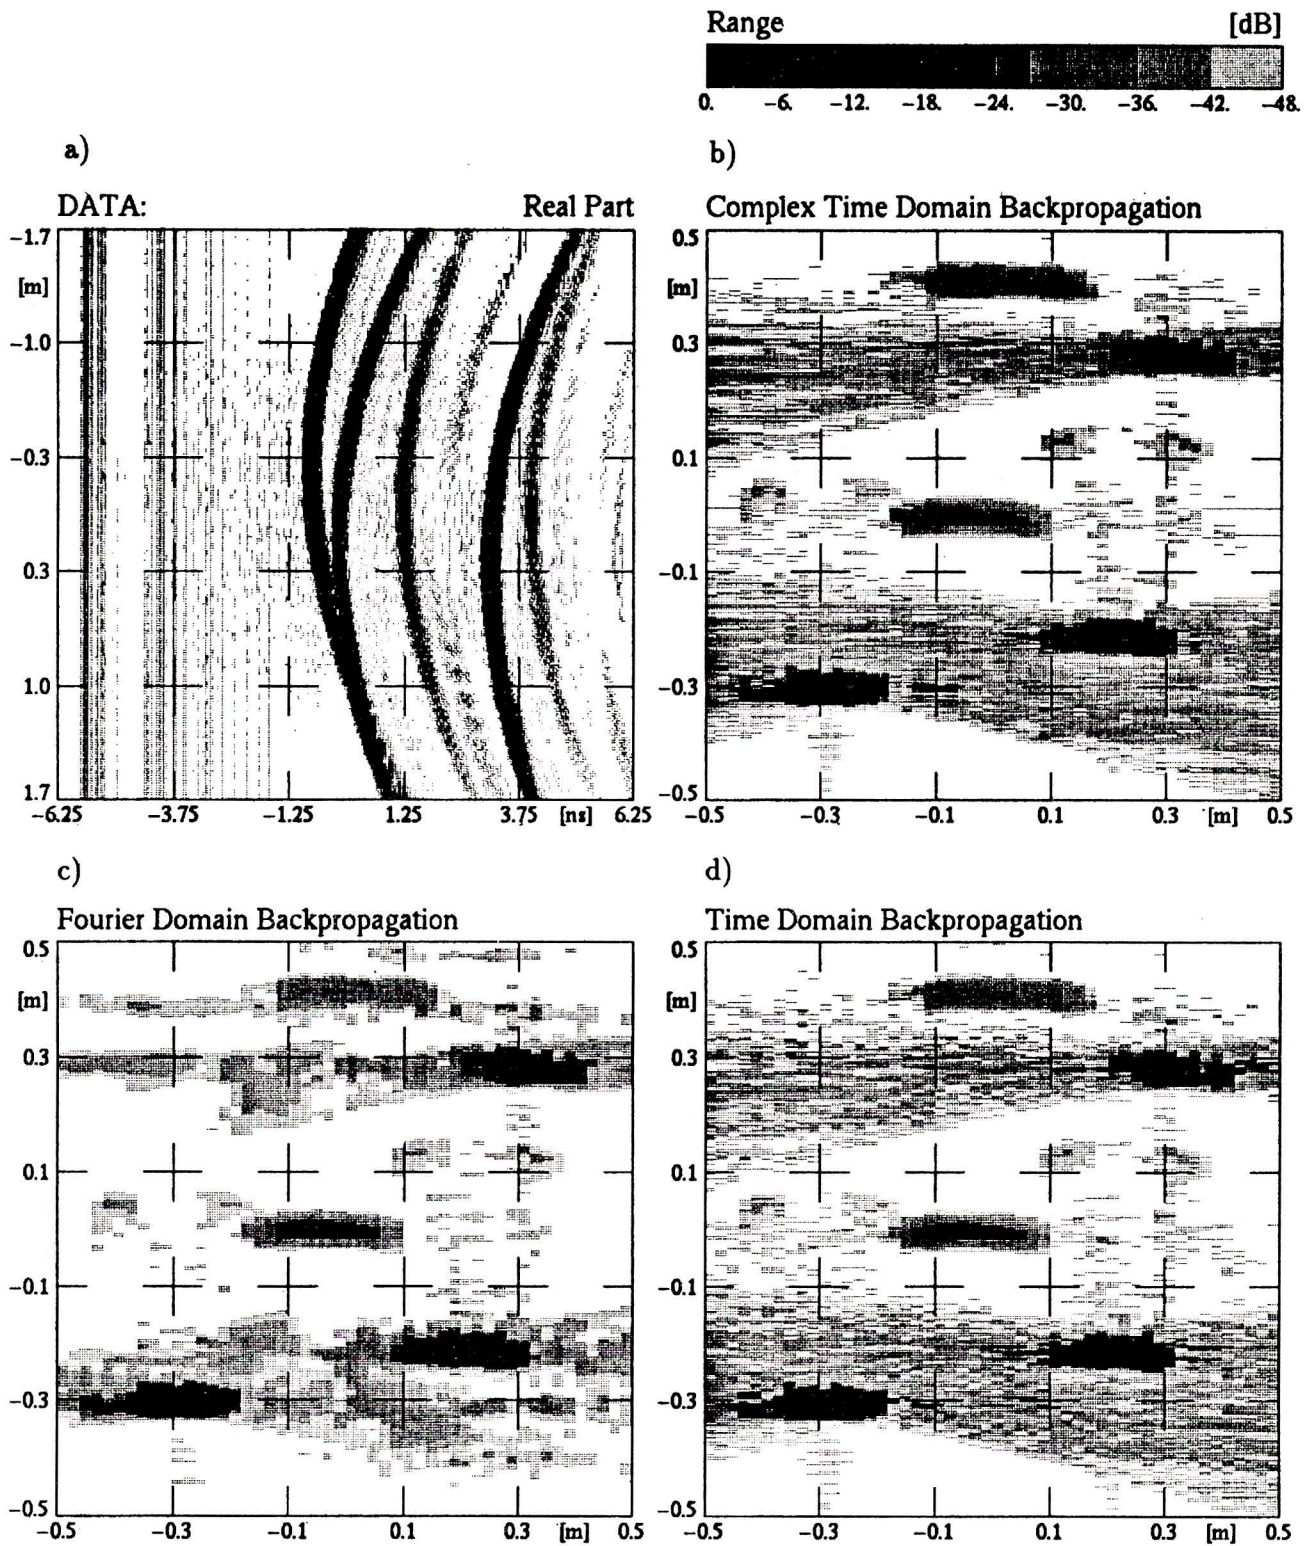 Range [dB]
0. -6. -12. -18. -24. -30. -36. -42. -48.
a)
DATA: Real Part
-1.7
[m]
-1.0
-0.3
0.3
1.0
1.7
-6.25 -3.75 -1.25 1.25 3.75 [ns] 6.25
b)
Complex Time Domain Backpropagation
0.5
[m]
0.3
0.1
-0.1
-0.3
-0.5
-0.5 -0.3 -0.1 0.1 0.3 [m] 0.5
c)
Fourier Domain Backpropagation
0.5
[m]
0.3
0.1
-0.1
-0.3
-0.5
-0.5 -0.3 -0.1 0.1 0.3 [m] 0.5
d)
Time Domain Backpropagation
0.5
[m]
0.3
0.1
-0.1
-0.3
-0.5
-0.5 -0.3 -0.1 0.1 0.3 [m] 0.5